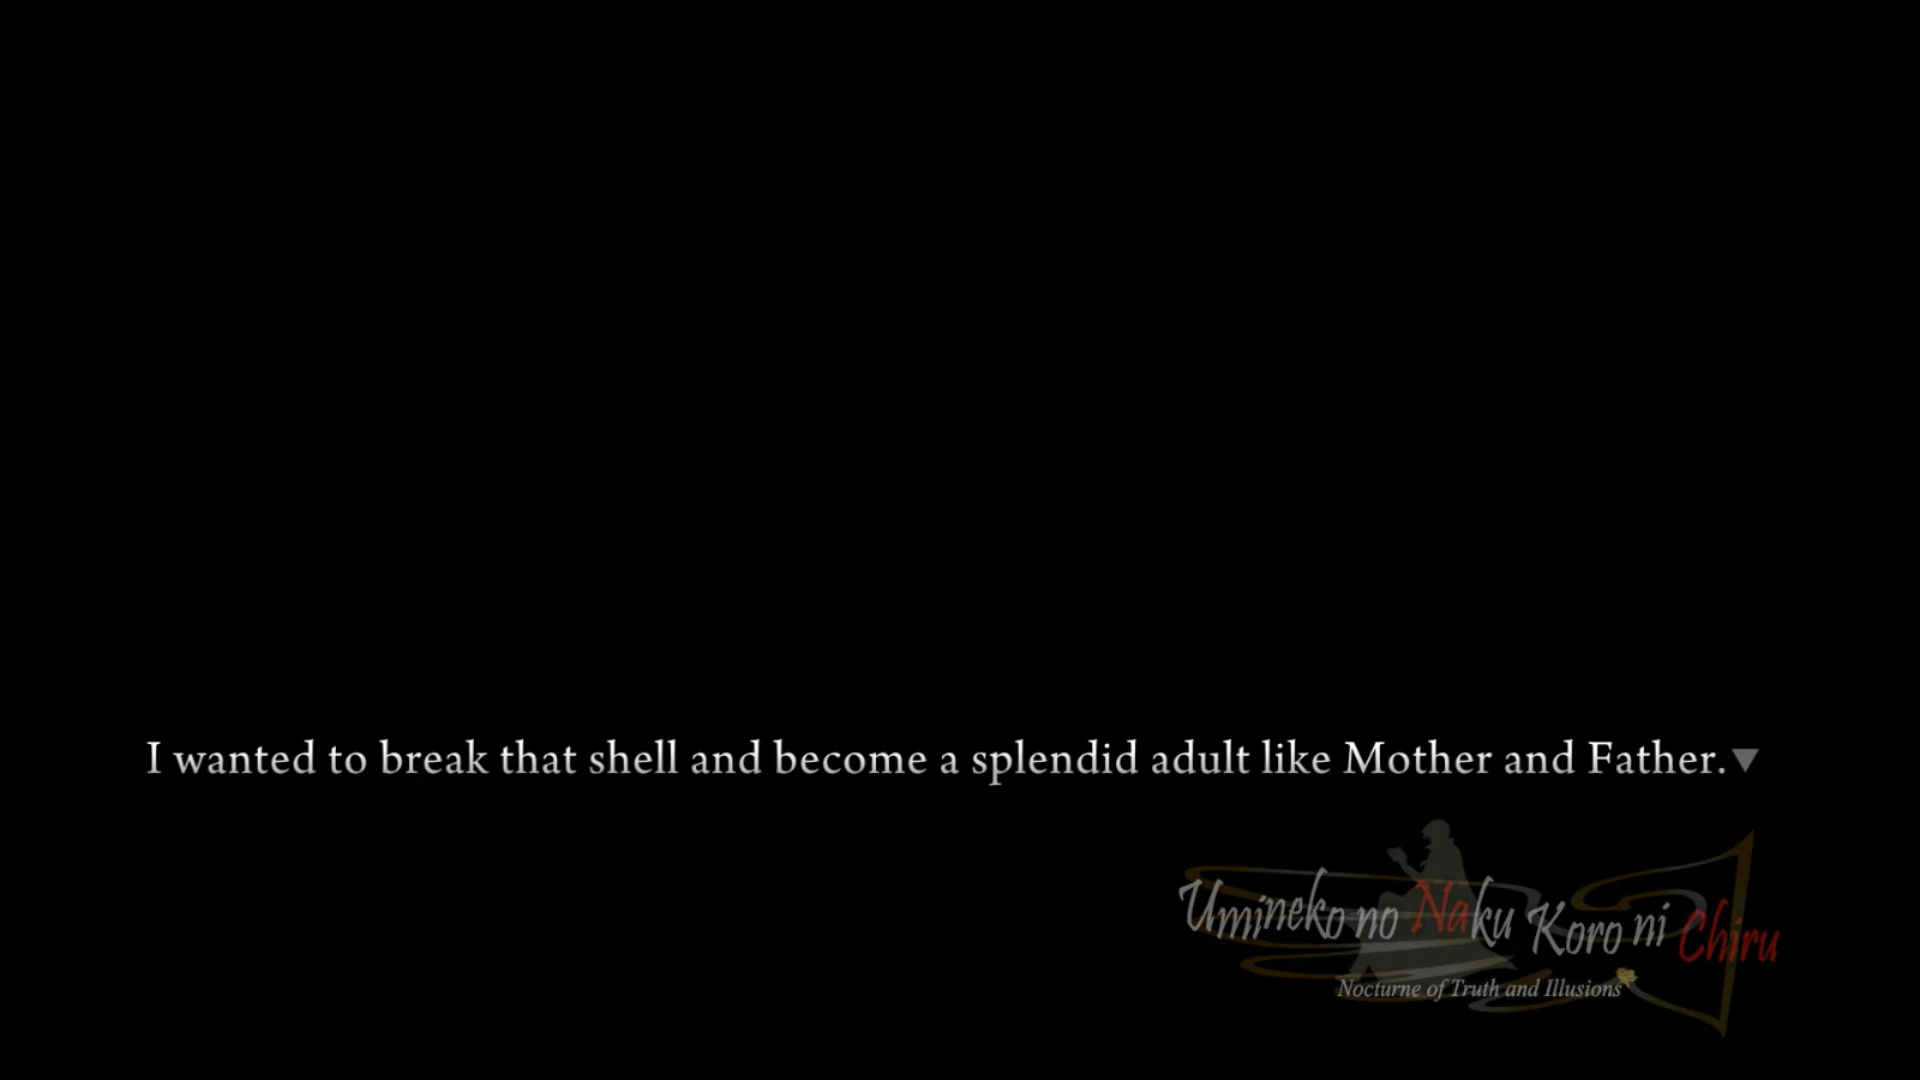 I wanted to break that shell and become a splendid adult like Mother and Father.
Umineko no Naku Koro ni Chiru
Nocturne of Truth and Illusions